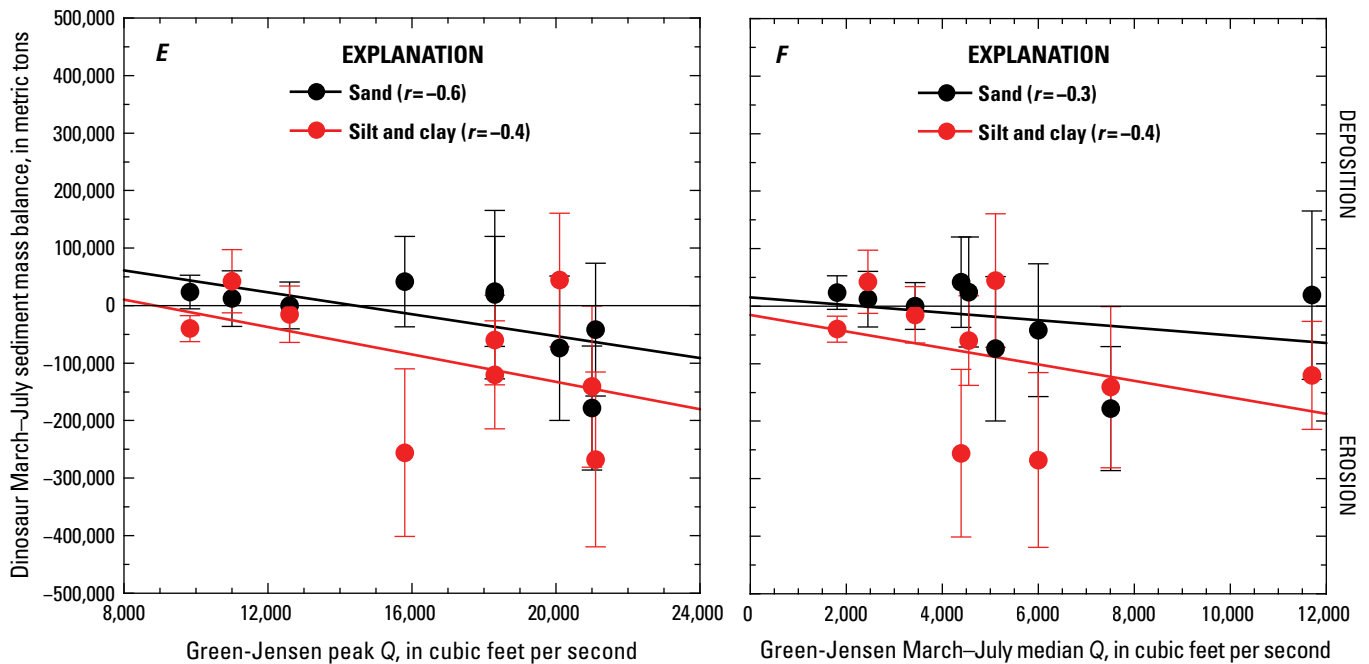 Dinosaur March–July sediment mass balance, in metric tons
500,000
400,000
300,000
200,000
100,000
0
−100,000
−200,000
−300,000
−400,000
−500,000
E
EXPLANATION
Sand (r=−0.6)
Silt and clay (r=−0.4)
8,000 12,000 16,000 20,000 24,000
Green-Jensen peak Q, in cubic feet per second
F
EXPLANATION
Sand (r=−0.3)
Silt and clay (r=−0.4)
0 2,000 4,000 6,000 8,000 10,000 12,000
Green-Jensen March–July median Q, in cubic feet per second
DEPOSITION
EROSION